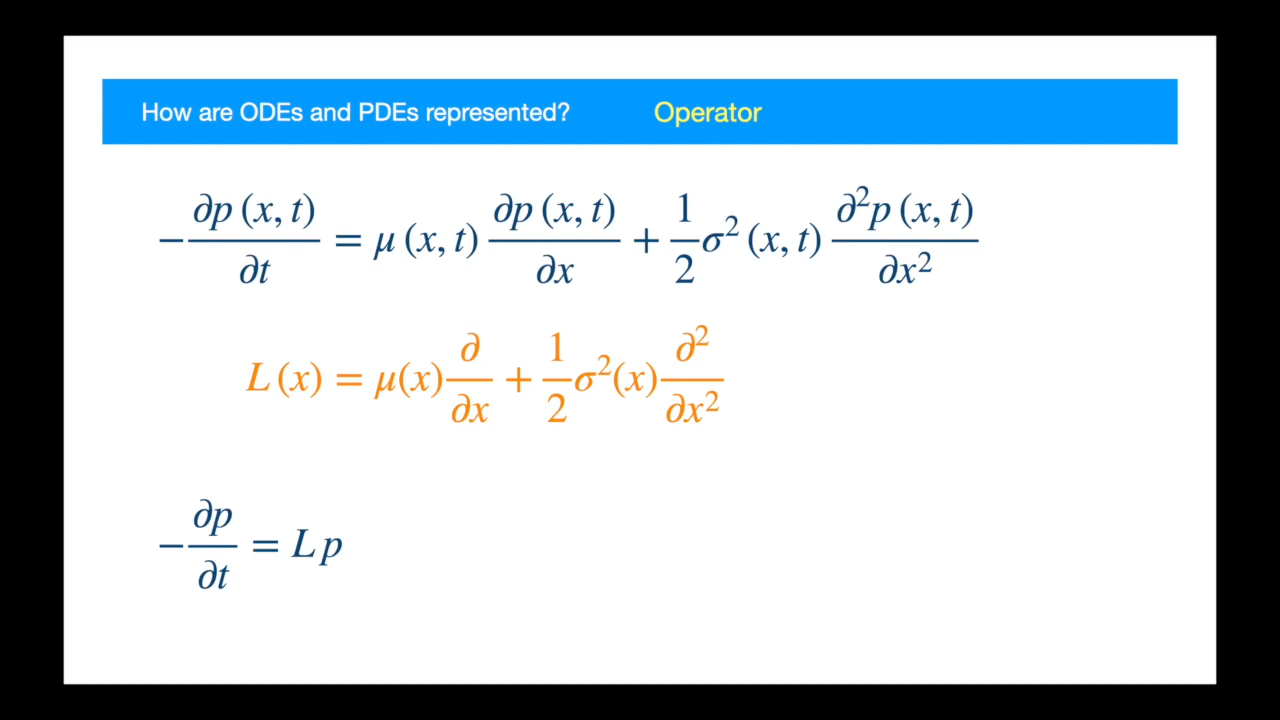 How are ODEs and PDEs represented? Operator
−∂p(x, t)/∂t = μ(x, t) ∂p(x, t)/∂x + 1/2 σ²(x, t) ∂²p(x, t)/∂x²
L(x) = μ(x) ∂/∂x + 1/2 σ²(x) ∂²/∂x²
−∂p/∂t = L p